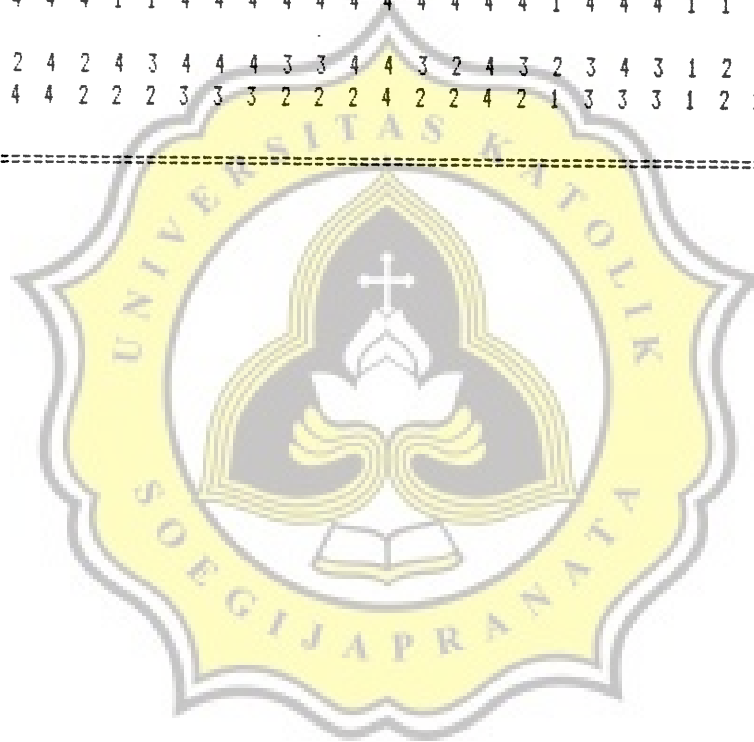 4 4 4 1 1 4 4 4 4 4 4 4 4 4 4 4 1 4 4 4 1 1
2 4 2 4 3 4 4 4 3 3 4 4 3 2 4 3 2 3 4 3 1 2
4 4 2 2 2 3 3 3 2 2 2 4 2 2 4 2 1 3 3 3 1 2
UNIVERSITAS KATOLIK
SOEGIJAPRANATA